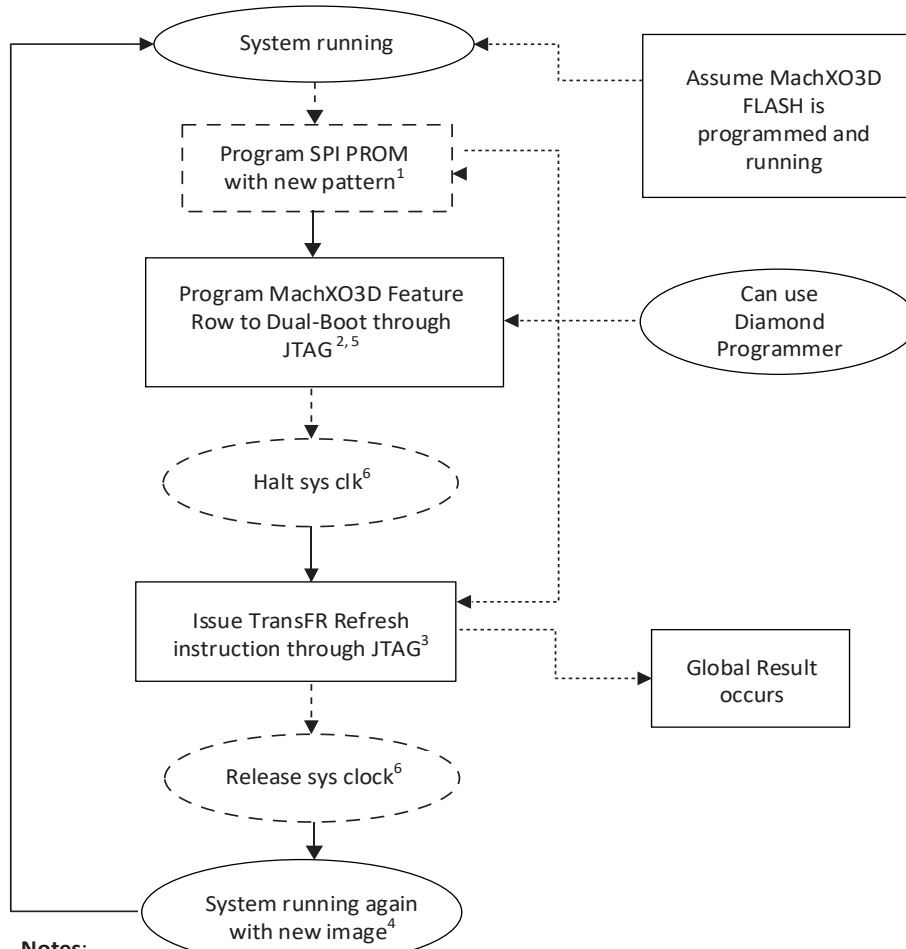 System running
Assume MachXO3D
FLASH is
programmed and
running
Program SPI PROM
with new pattern1
Program MachXO3D Feature
Row to Dual-Boot through
JTAG 2, 5
Can use
Diamond
Programmer
Halt sys clk6
Issue TransFR Refresh
instruction through JTAG3
Global Result
occurs
Release sys clock6
System running again
with new image4
Notes: